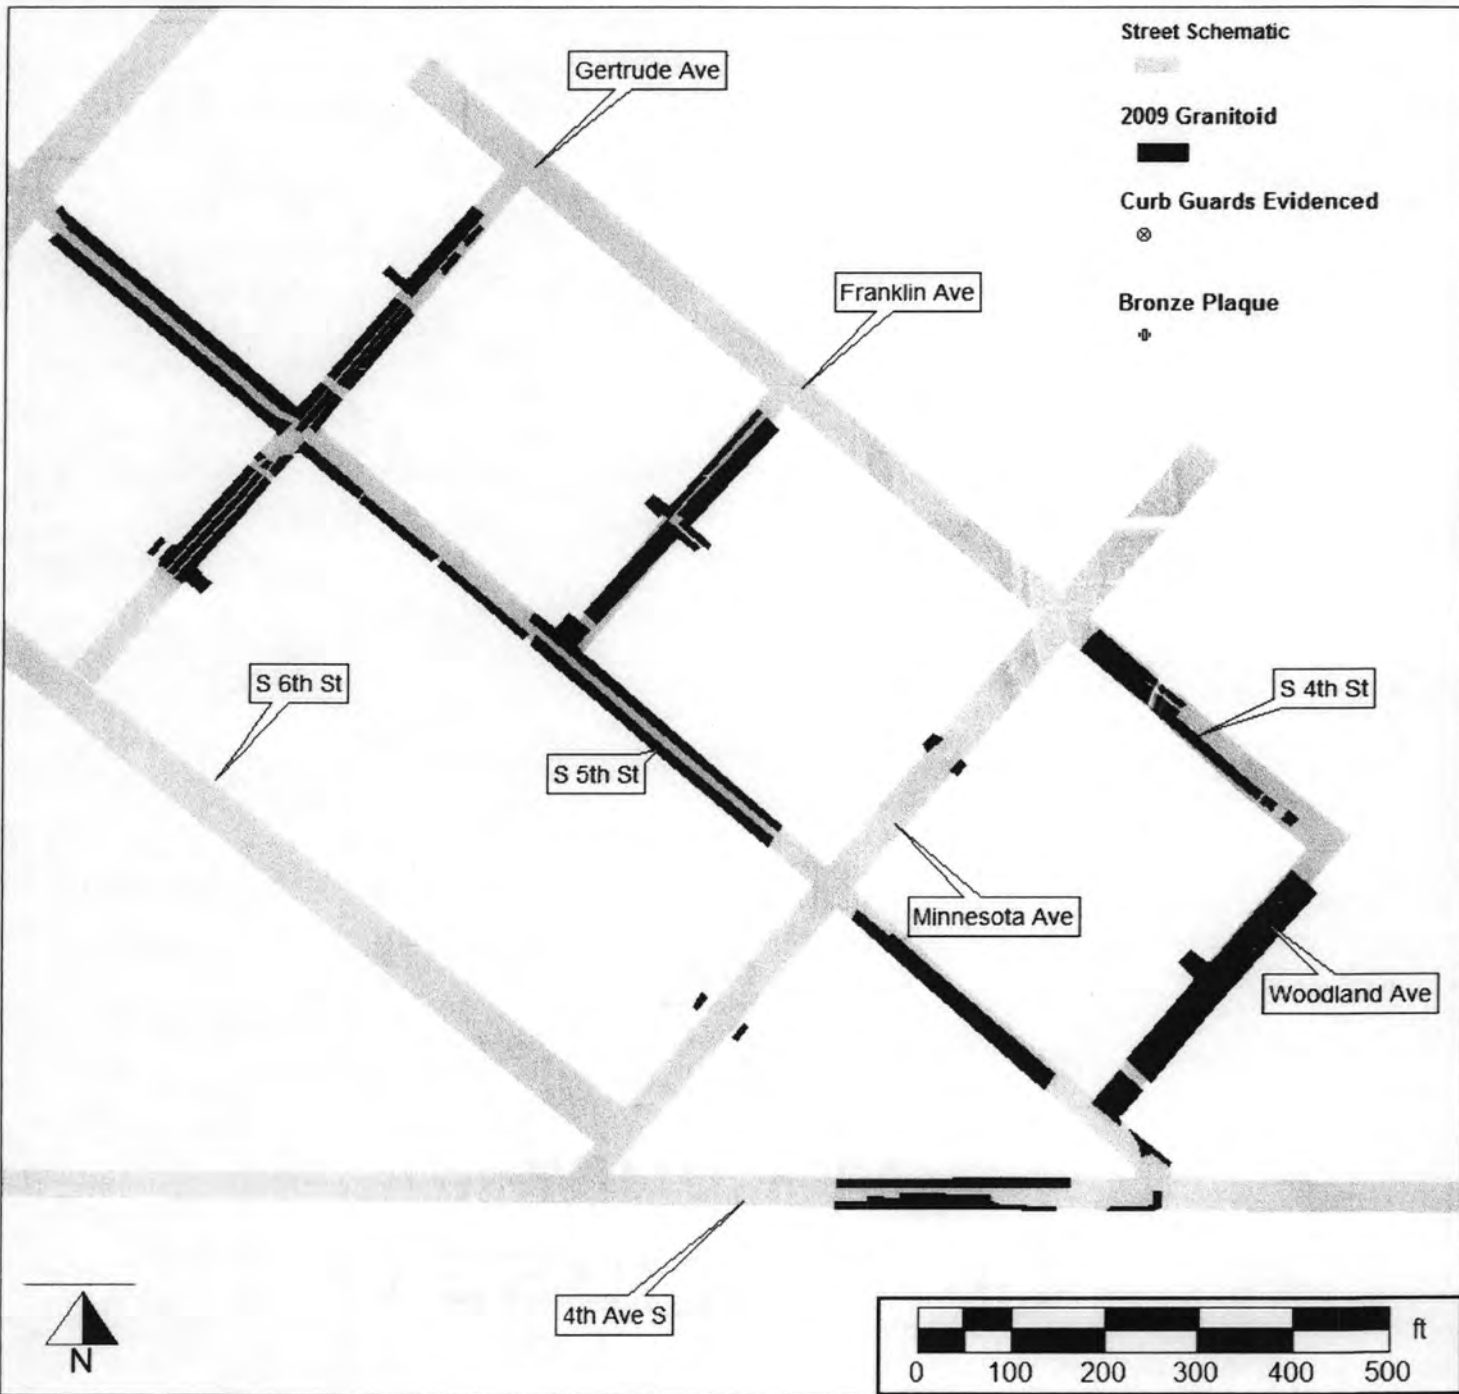 Street Schematic
2009 Granitoid
Curb Guards Evidenced
Bronze Plaque
Gertrude Ave
Franklin Ave
S 6th St
S 4th St
S 5th St
Minnesota Ave
Woodland Ave
4th Ave S
N
ft
0 100 200 300 400 500